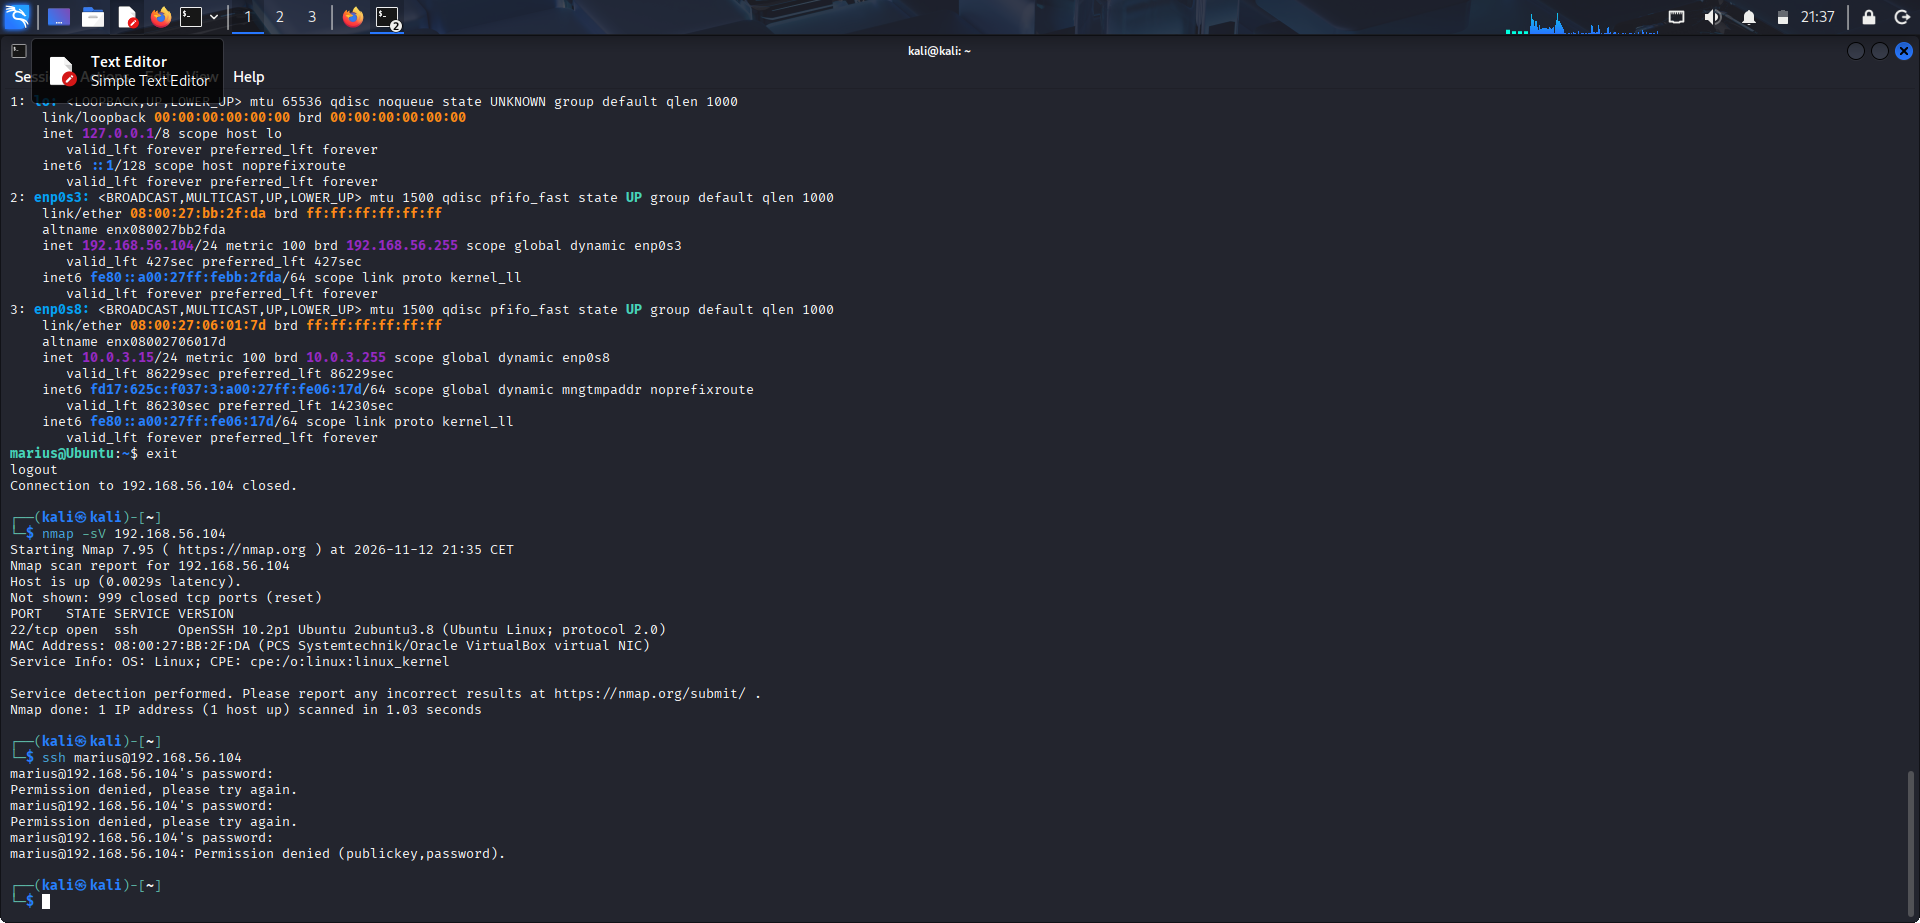 1 2 3 2 21:37
kali@kali: ~
Text Editor
Simple Text Editor
Session Actions Edit View Help
1: lo: <LOOPBACK,UP,LOWER_UP> mtu 65536 qdisc noqueue state UNKNOWN group default qlen 1000
link/loopback 00:00:00:00:00:00 brd 00:00:00:00:00:00
inet 127.0.0.1/8 scope host lo
valid_lft forever preferred_lft forever
inet6 ::1/128 scope host noprefixroute
valid_lft forever preferred_lft forever
2: enp0s3: <BROADCAST,MULTICAST,UP,LOWER_UP> mtu 1500 qdisc pfifo_fast state UP group default qlen 1000
link/ether 08:00:27:bb:2f:da brd ff:ff:ff:ff:ff:ff
altname enx080027bb2fda
inet 192.168.56.104/24 metric 100 brd 192.168.56.255 scope global dynamic enp0s3
valid_lft 427sec preferred_lft 427sec
inet6 fe80::a00:27ff:febb:2fda/64 scope link proto kernel_ll
valid_lft forever preferred_lft forever
3: enp0s8: <BROADCAST,MULTICAST,UP,LOWER_UP> mtu 1500 qdisc pfifo_fast state UP group default qlen 1000
link/ether 08:00:27:06:01:7d brd ff:ff:ff:ff:ff:ff
altname enx08002706017d
inet 10.0.3.15/24 metric 100 brd 10.0.3.255 scope global dynamic enp0s8
valid_lft 86229sec preferred_lft 86229sec
inet6 fd17:625c:f037:3:a00:27ff:fe06:17d/64 scope global dynamic mngtmpaddr noprefixroute
valid_lft 86230sec preferred_lft 14230sec
inet6 fe80::a00:27ff:fe06:17d/64 scope link proto kernel_ll
valid_lft forever preferred_lft forever
marius@Ubuntu:~$ exit
logout
Connection to 192.168.56.104 closed.
┌──(kali㉿kali)-[~]
└─$ nmap -sV 192.168.56.104
Starting Nmap 7.95 ( https://nmap.org ) at 2026-11-12 21:35 CET
Nmap scan report for 192.168.56.104
Host is up (0.0029s latency).
Not shown: 999 closed tcp ports (reset)
PORT   STATE SERVICE VERSION
22/tcp open  ssh     OpenSSH 10.2p1 Ubuntu 2ubuntu3.8 (Ubuntu Linux; protocol 2.0)
MAC Address: 08:00:27:BB:2F:DA (PCS Systemtechnik/Oracle VirtualBox virtual NIC)
Service Info: OS: Linux; CPE: cpe:/o:linux:linux_kernel
Service detection performed. Please report any incorrect results at https://nmap.org/submit/ .
Nmap done: 1 IP address (1 host up) scanned in 1.03 seconds
┌──(kali㉿kali)-[~]
└─$ ssh marius@192.168.56.104
marius@192.168.56.104's password:
Permission denied, please try again.
marius@192.168.56.104's password:
Permission denied, please try again.
marius@192.168.56.104's password:
marius@192.168.56.104: Permission denied (publickey,password).
┌──(kali㉿kali)-[~]
└─$